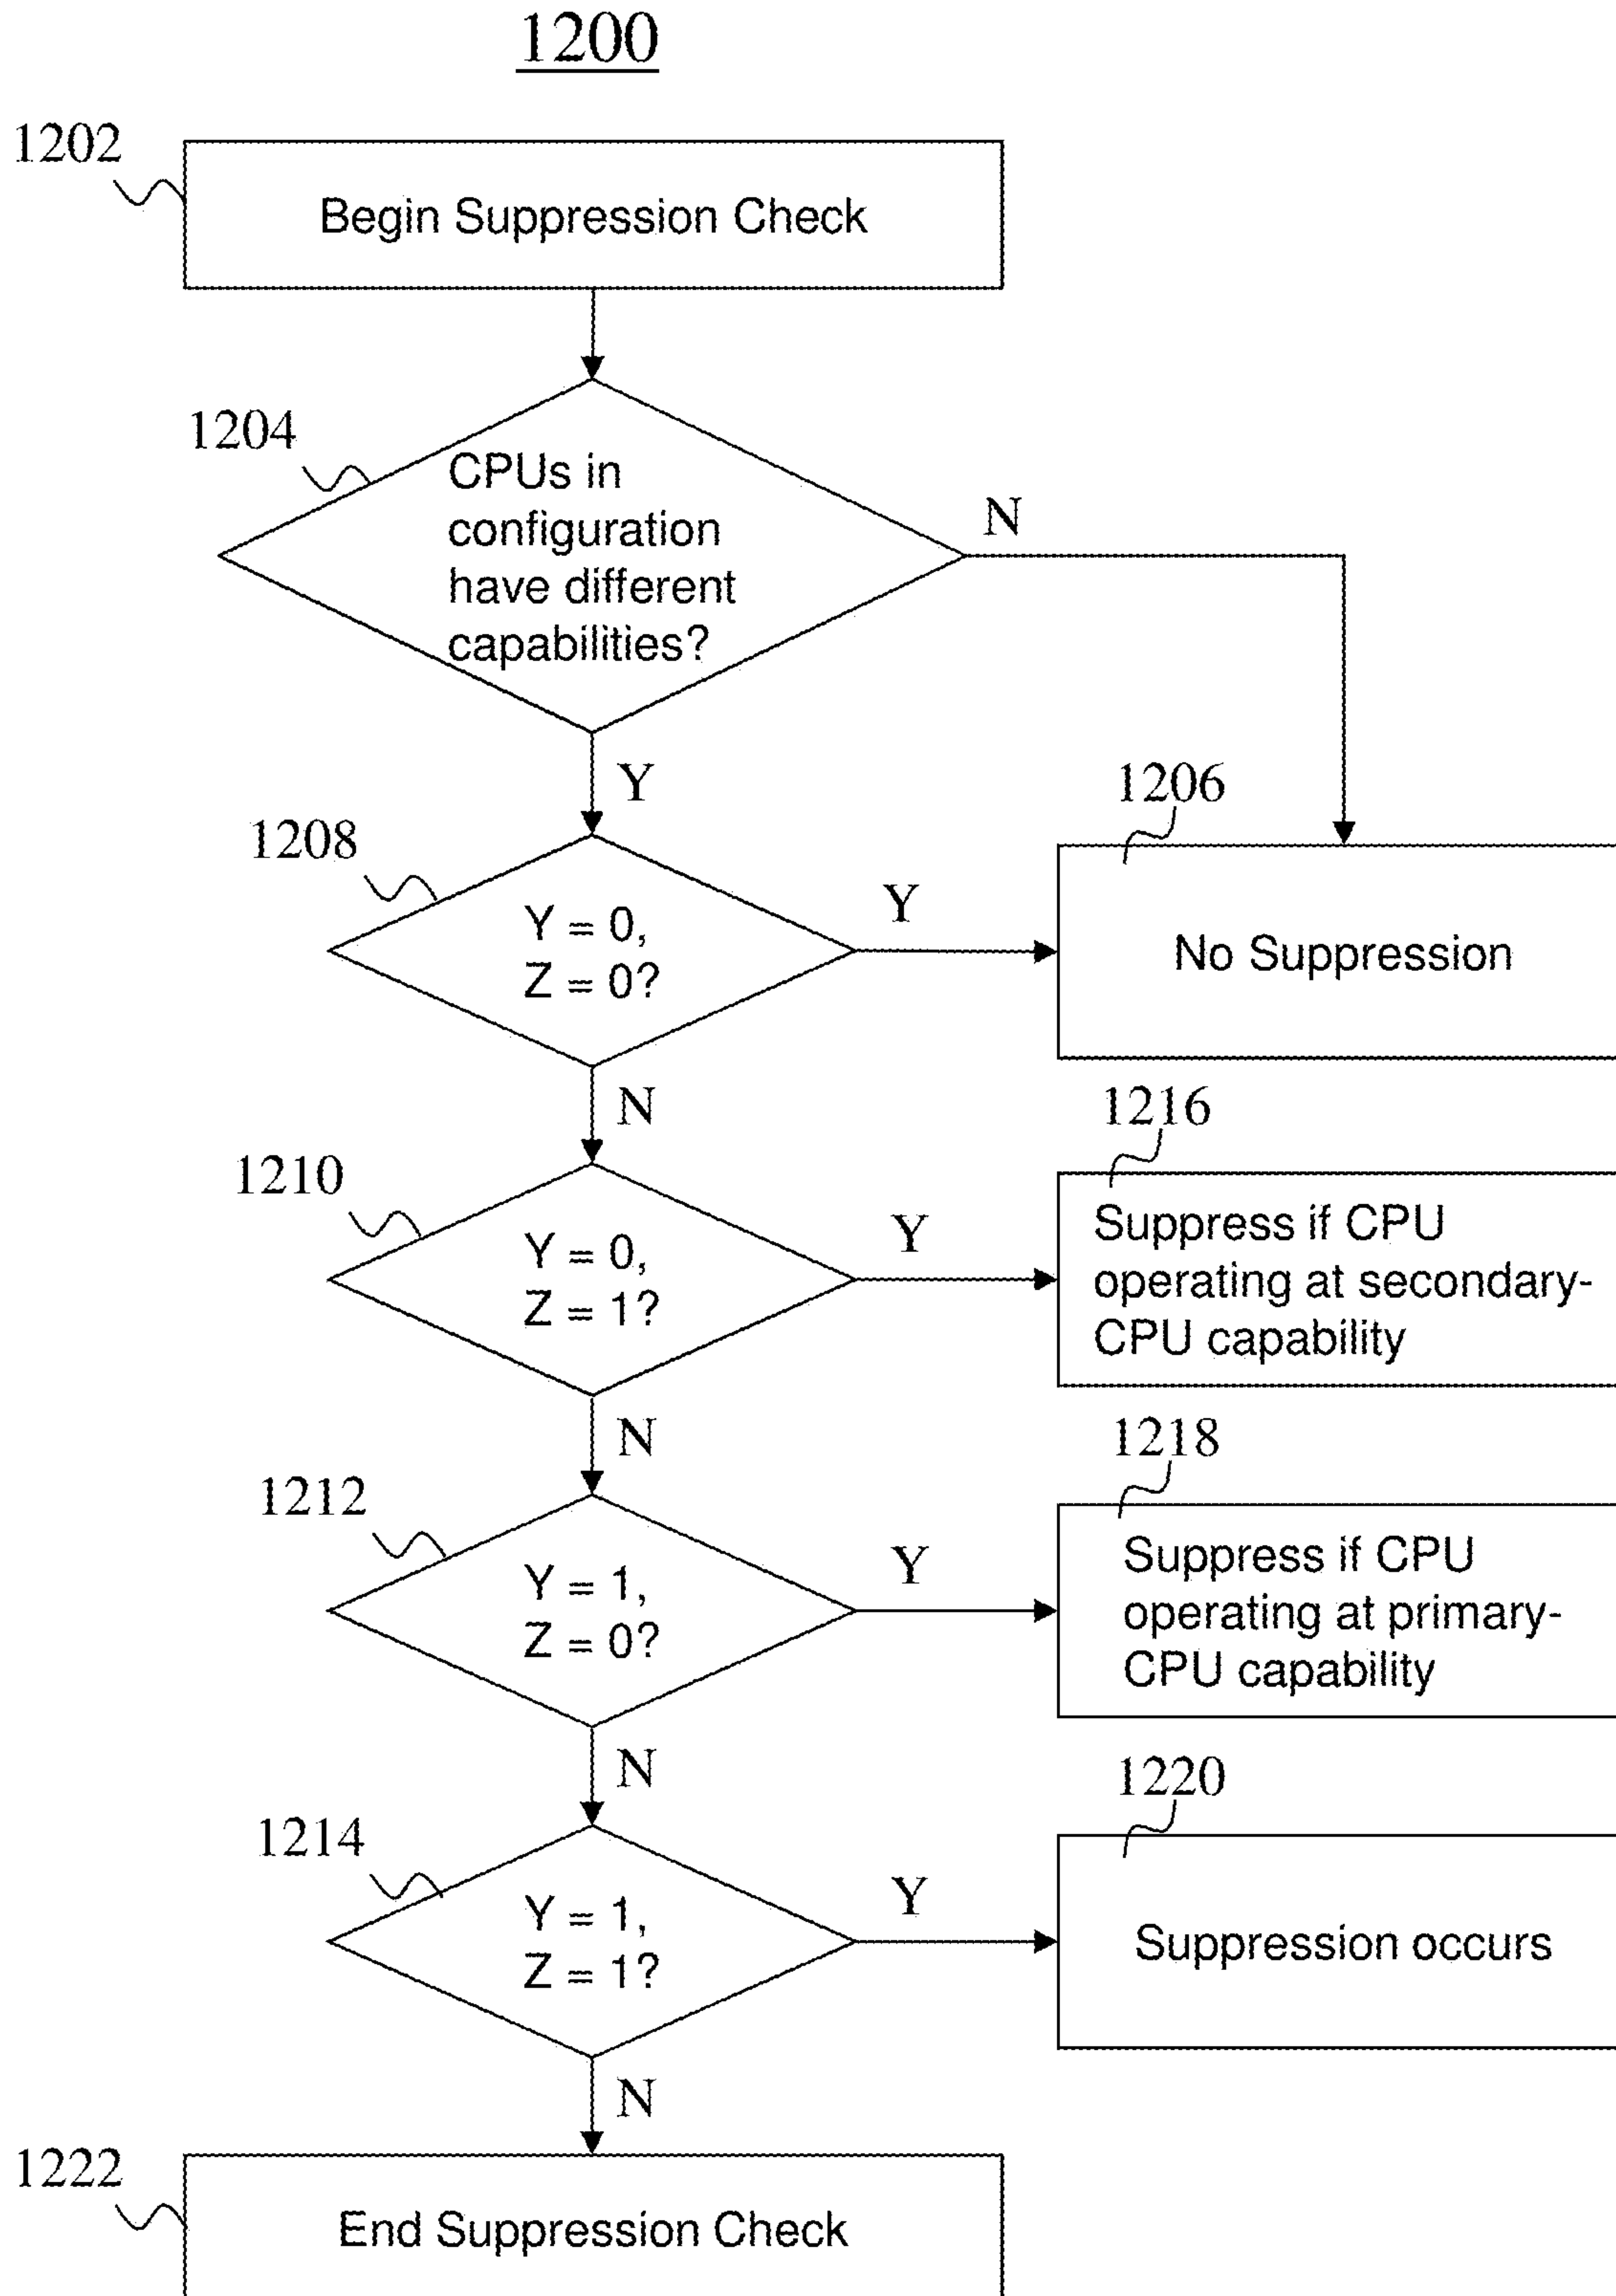 1200
1202
Begin Suppression Check
1204
CPUs in
configuration
have different
capabilities?
N
Y
1206
No Suppression
1208
Y = 0,
Z = 0?
Y
N
1210
Y = 0,
Z = 1?
Y
1216
Suppress if CPU
operating at secondary-
CPU capability
N
1212
Y = 1,
Z = 0?
Y
1218
Suppress if CPU
operating at primary-
CPU capability
N
1214
Y = 1,
Z = 1?
Y
1220
Suppression occurs
N
1222
End Suppression Check